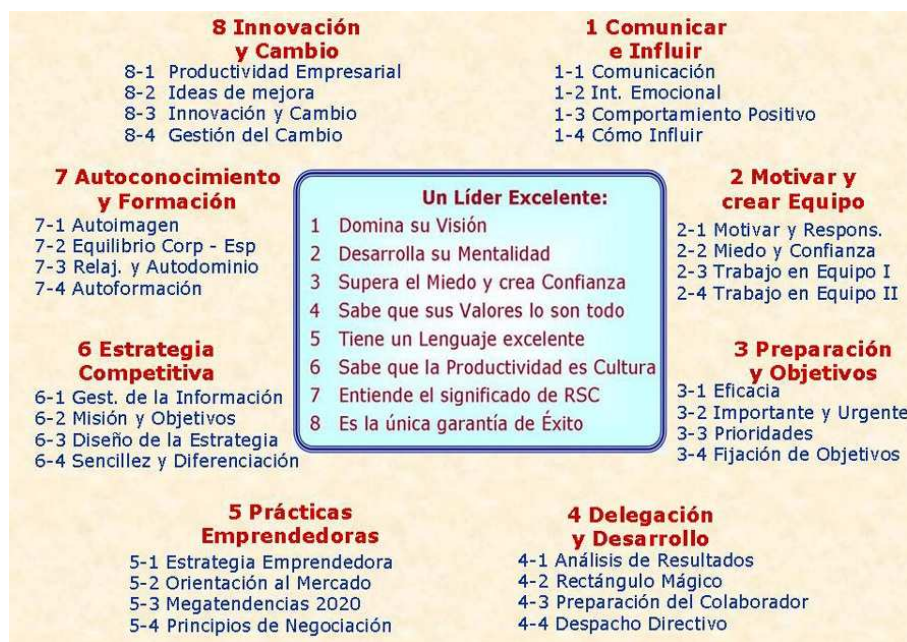 8 Innovación
y Cambio
8-1 Productividad Empresarial
8-2 Ideas de mejora
8-3 Innovación y Cambio
8-4 Gestión del Cambio
1 Comunicar
e Influir
1-1 Comunicación
1-2 Int. Emocional
1-3 Comportamiento Positivo
1-4 Cómo Influir
7 Autoconocimiento
y Formación
7-1 Autoimagen
7-2 Equilibrio Corp - Esp
7-3 Relaj. y Autodominio
7-4 Autoformación
Un Líder Excelente:
1 Domina su Visión
2 Desarrolla su Mentalidad
3 Supera el Miedo y crea Confianza
4 Sabe que sus Valores lo son todo
5 Tiene un Lenguaje excelente
6 Sabe que la Productividad es Cultura
7 Entiende el significado de RSC
8 Es la única garantía de Éxito
2 Motivar y
crear Equipo
2-1 Motivar y Respons.
2-2 Miedo y Confianza
2-3 Trabajo en Equipo I
2-4 Trabajo en Equipo II
6 Estrategia
Competitiva
6-1 Gest. de la Información
6-2 Misión y Objetivos
6-3 Diseño de la Estrategia
6-4 Sencillez y Diferenciación
3 Preparación
y Objetivos
3-1 Eficacia
3-2 Importante y Urgente
3-3 Prioridades
3-4 Fijación de Objetivos
5 Prácticas
Emprendedoras
5-1 Estrategia Emprendedora
5-2 Orientación al Mercado
5-3 Megatendencias 2020
5-4 Principios de Negociación
4 Delegación
y Desarrollo
4-1 Análisis de Resultados
4-2 Rectángulo Mágico
4-3 Preparación del Colaborador
4-4 Despacho Directivo